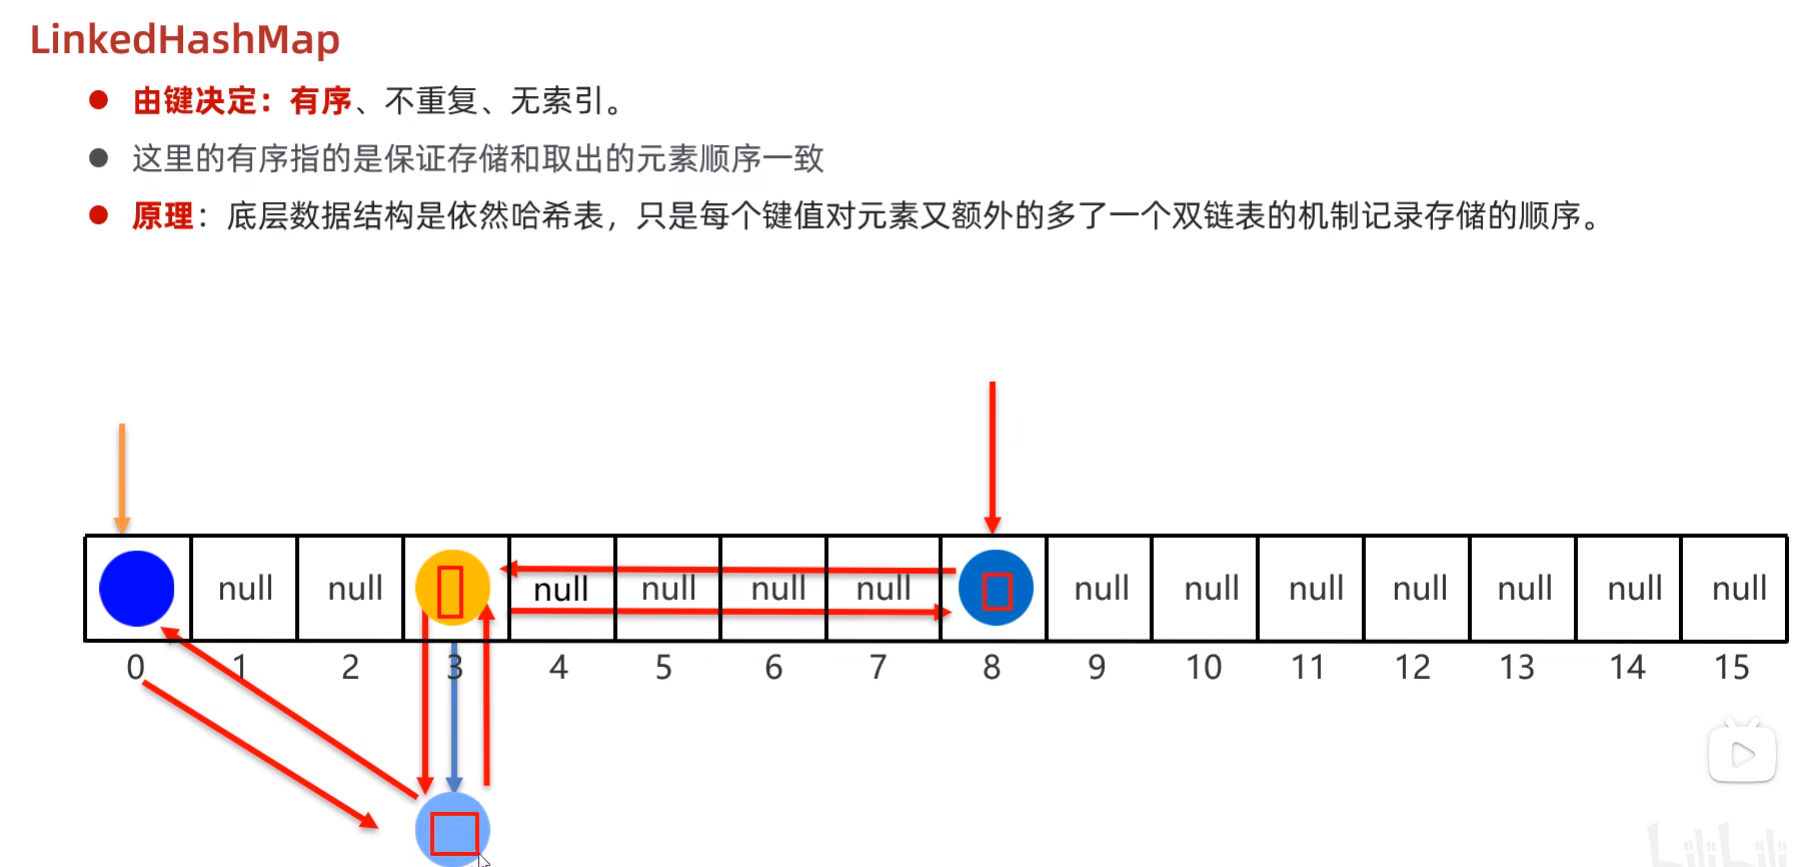 LinkedHashMap
由键决定：有序、不重复、无索引。
这里的有序指的是保证存储和取出的元素顺序一致
原理：底层数据结构是依然哈希表，只是每个键值对元素又额外的多了一个双链表的机制记录存储的顺序。
null null null null null null null null null null null null null
0 1 2 3 4 5 6 7 8 9 10 11 12 13 14 15
bilibili